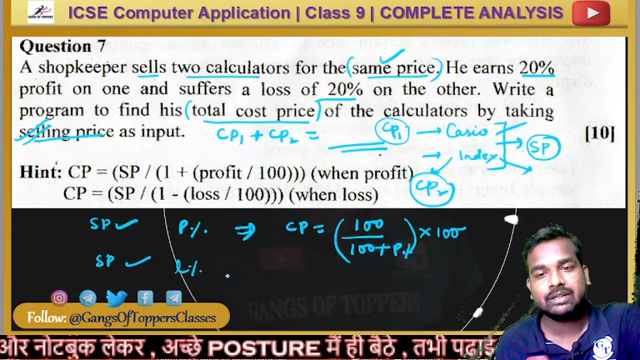 ICSE Computer Application | Class 9 | COMPLETE ANALYSIS
Question 7
A shopkeeper sells two calculators for the same price. He earns 20%
profit on one and suffers a loss of 20% on the other. Write a
program to find his total cost price of the calculators by taking
selling price as input. CP1 + CP2 = [10]
CP1 → Casio
→ Index
SP
CP2
Hint: CP = (SP / (1 + (profit / 100))) (when profit)
CP = (SP / (1 - (loss / 100))) (when loss)
SP ✓ P% ⇒ CP = (100 / 100+P%) × 100
SP ✓ L%
GANGS OF TOPPERS
Follow: @GangsOfToppersClasses
और नोटबुक लेकर , अच्छे POSTURE में ही बैठे , तभी पढ़ाई